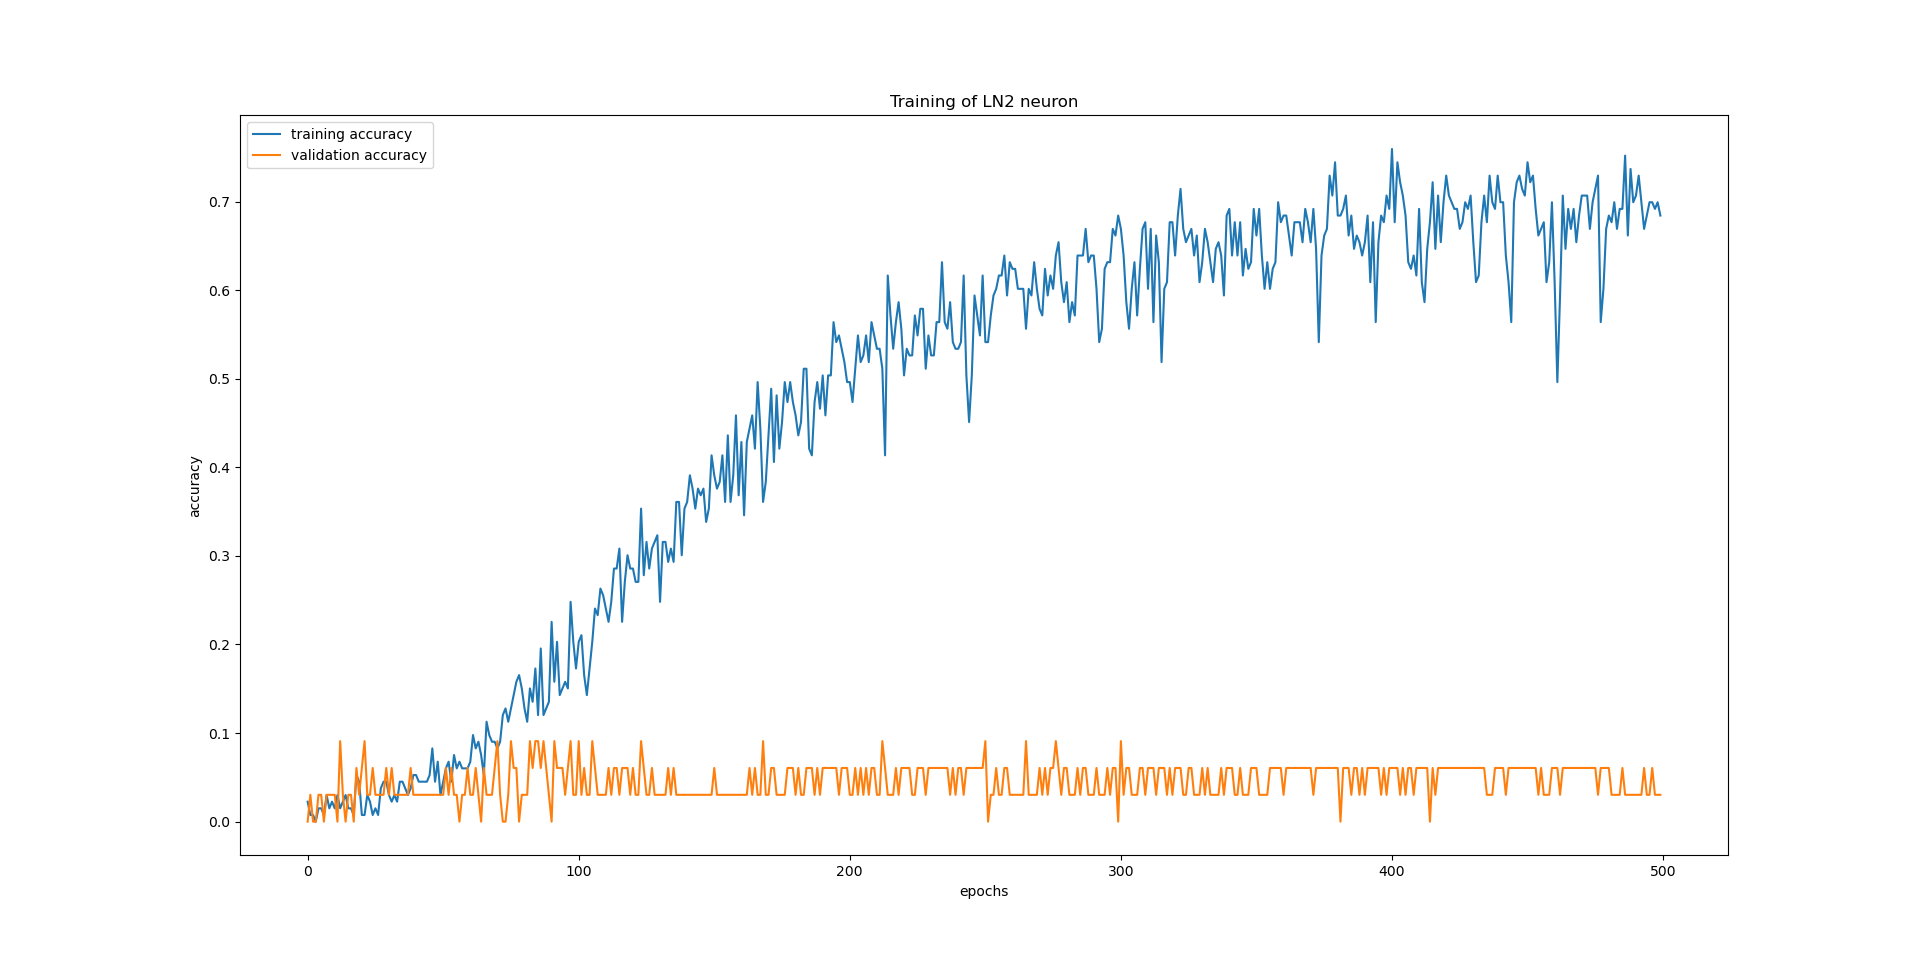 Training of LN2 neuron
training accuracy
validation accuracy
0.7
0.6
0.5
0.4
0.3
0.2
0.1
0.0
accuracy
0 100 200 300 400 500
epochs